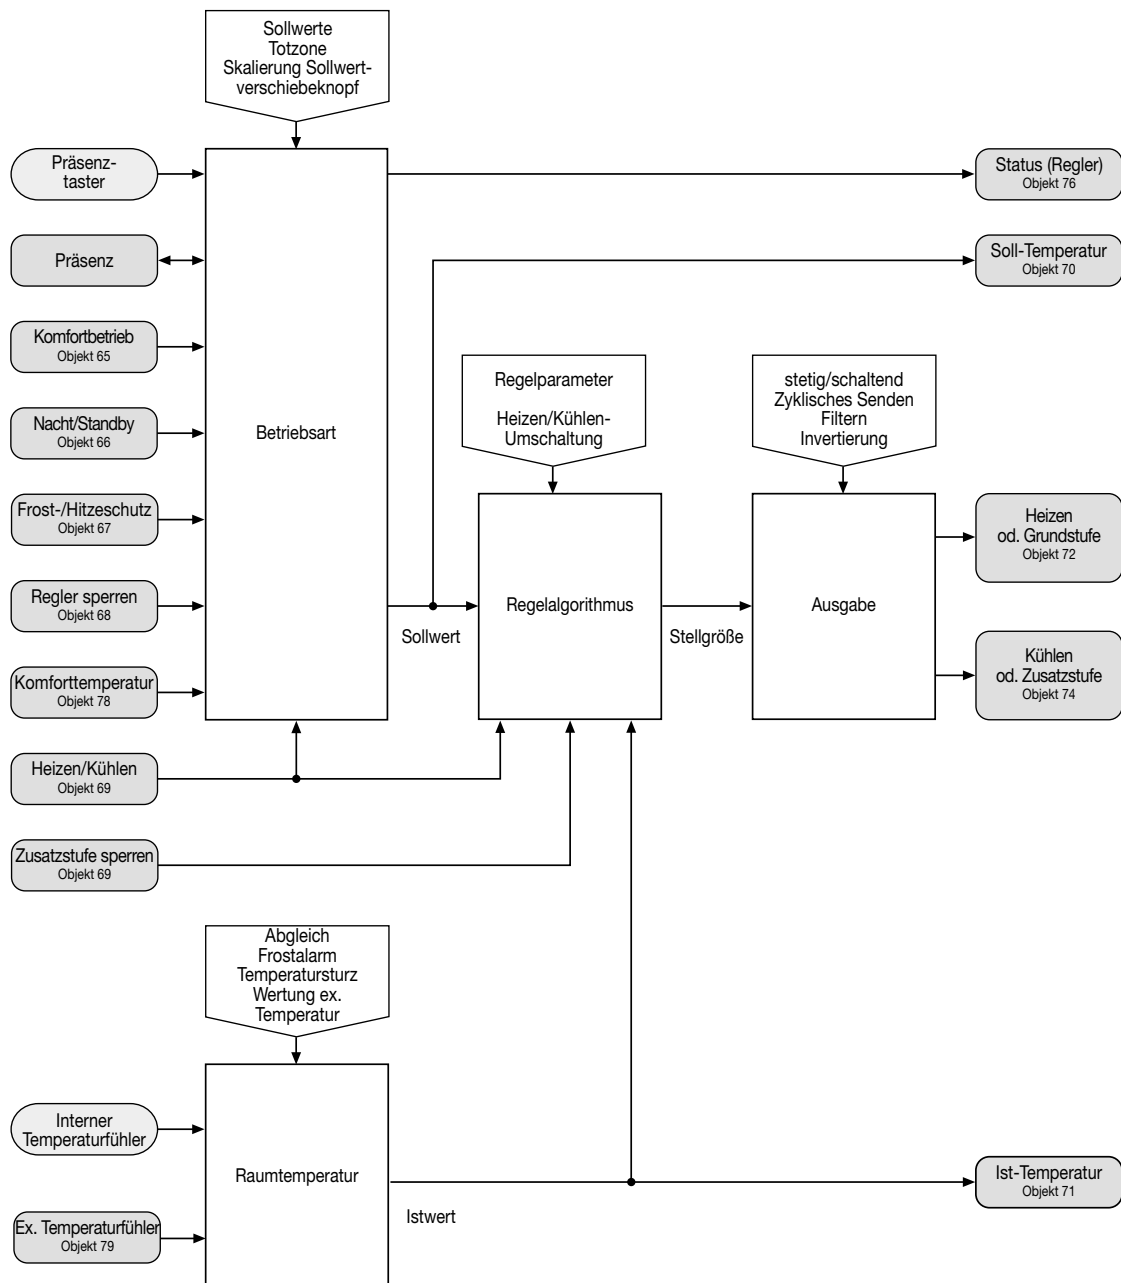 Sollwerte
Totzone
Skalierung Sollwert-
verschiebeknopf
Präsenz-
taster
Status (Regler)
Objekt 76
Präsenz
Soll-Temperatur
Objekt 70
Komfortbetrieb
Objekt 65
Regelparameter
Heizen/Kühlen-
Umschaltung
stetig/schaltend
Zyklisches Senden
Filtern
Invertierung
Nacht/Standby
Objekt 66
Betriebsart
Frost-/Hitzeschutz
Objekt 67
Heizen
od. Grundstufe
Objekt 72
Regler sperren
Objekt 68
Sollwert
Regelalgorithmus
Stellgröße
Ausgabe
Komforttemperatur
Objekt 78
Kühlen
od. Zusatzstufe
Objekt 74
Heizen/Kühlen
Objekt 69
Zusatzstufe sperren
Objekt 69
Abgleich
Frostalarm
Temperatursturz
Wertung ex.
Temperatur
Interner
Temperaturfühler
Raumtemperatur
Istwert
Ist-Temperatur
Objekt 71
Ex. Temperaturfühler
Objekt 79